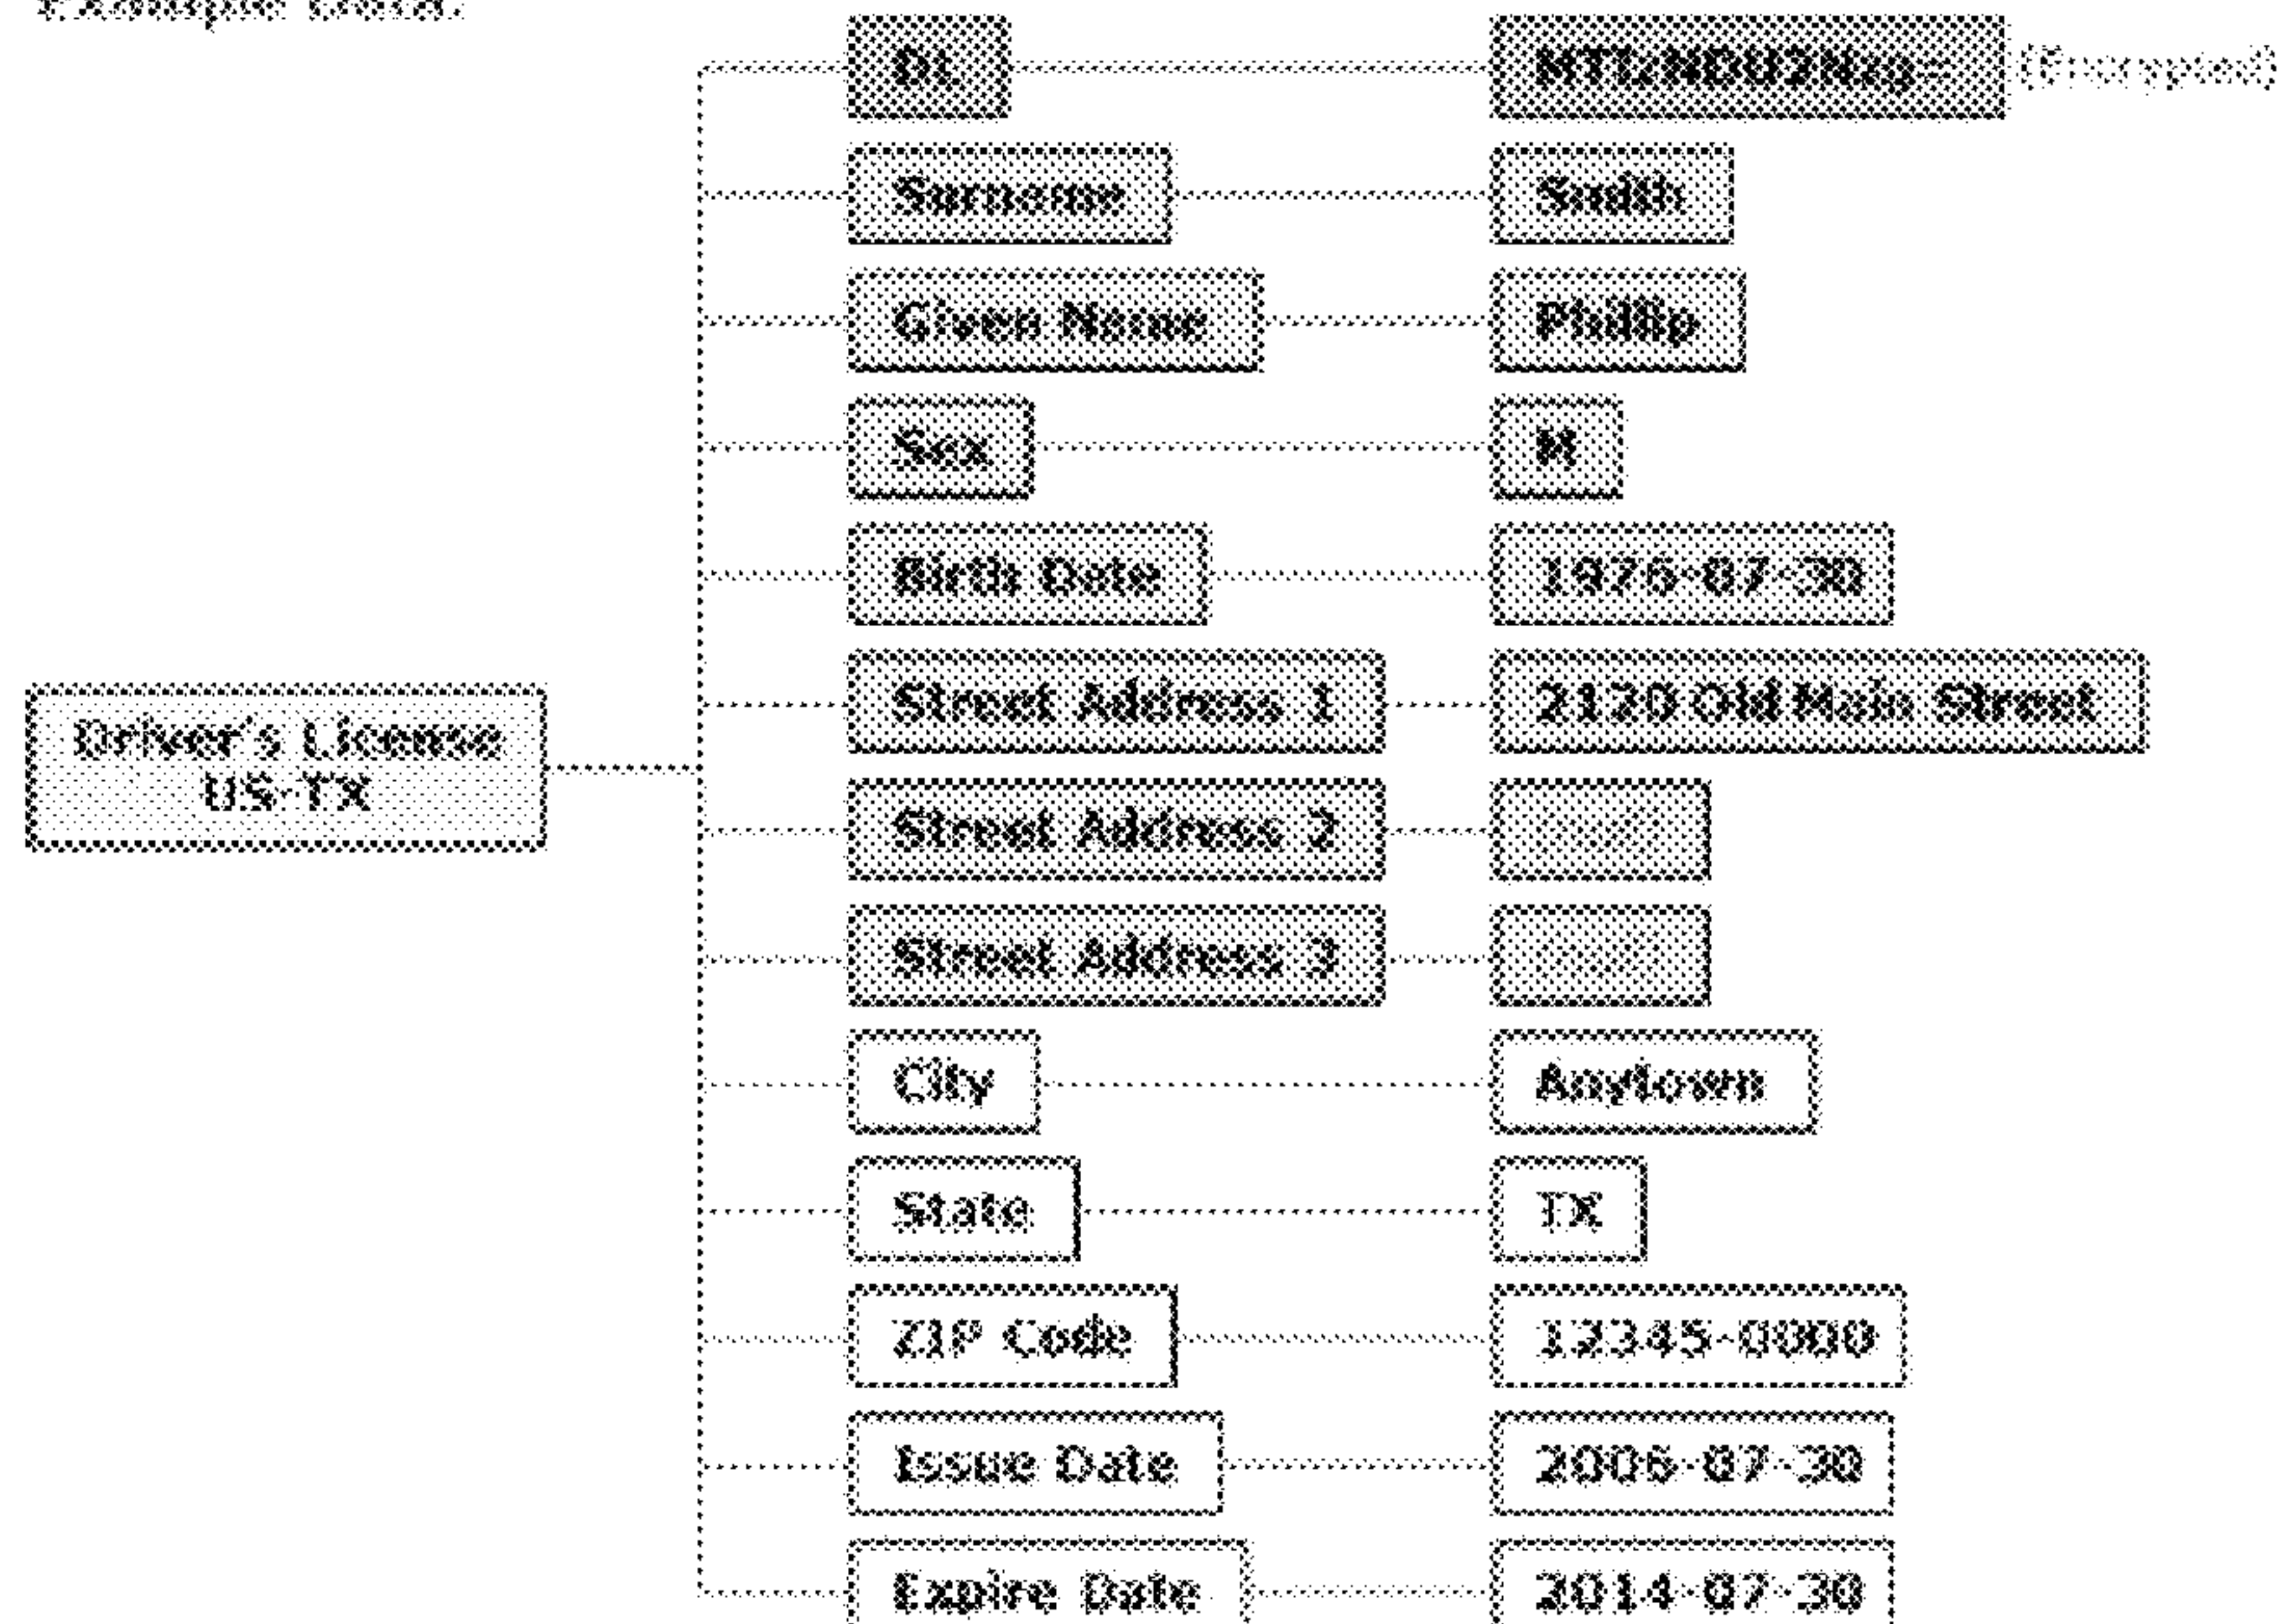 Example Data:
DL MTIzNDU2Nzg= (Encrypted)
Surname Smith
Given Name Phillip
Sex M
Birth Date 1976-07-30
Street Address 1 2120 Old Main Street
Driver's License
US-TX
Street Address 2
Street Address 3
City Anytown
State TX
ZIP Code 12345-0000
Issue Date 2006-07-30
Expire Date 2014-07-30